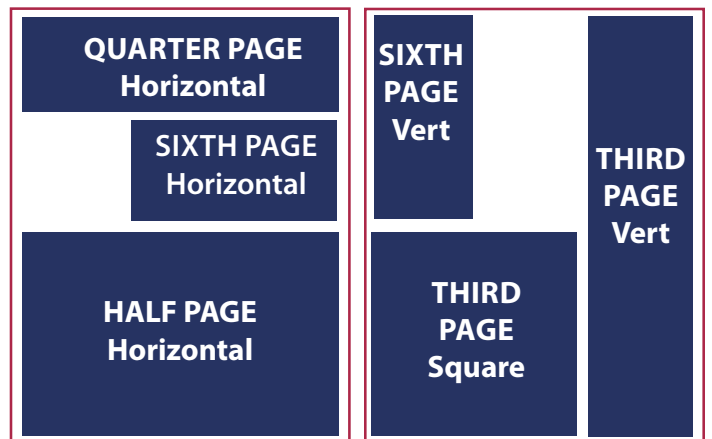 QUARTER PAGE
Horizontal
SIXTH PAGE
Horizontal
HALF PAGE
Horizontal
SIXTH
PAGE
Vert
THIRD
PAGE
Square
THIRD
PAGE
Vert